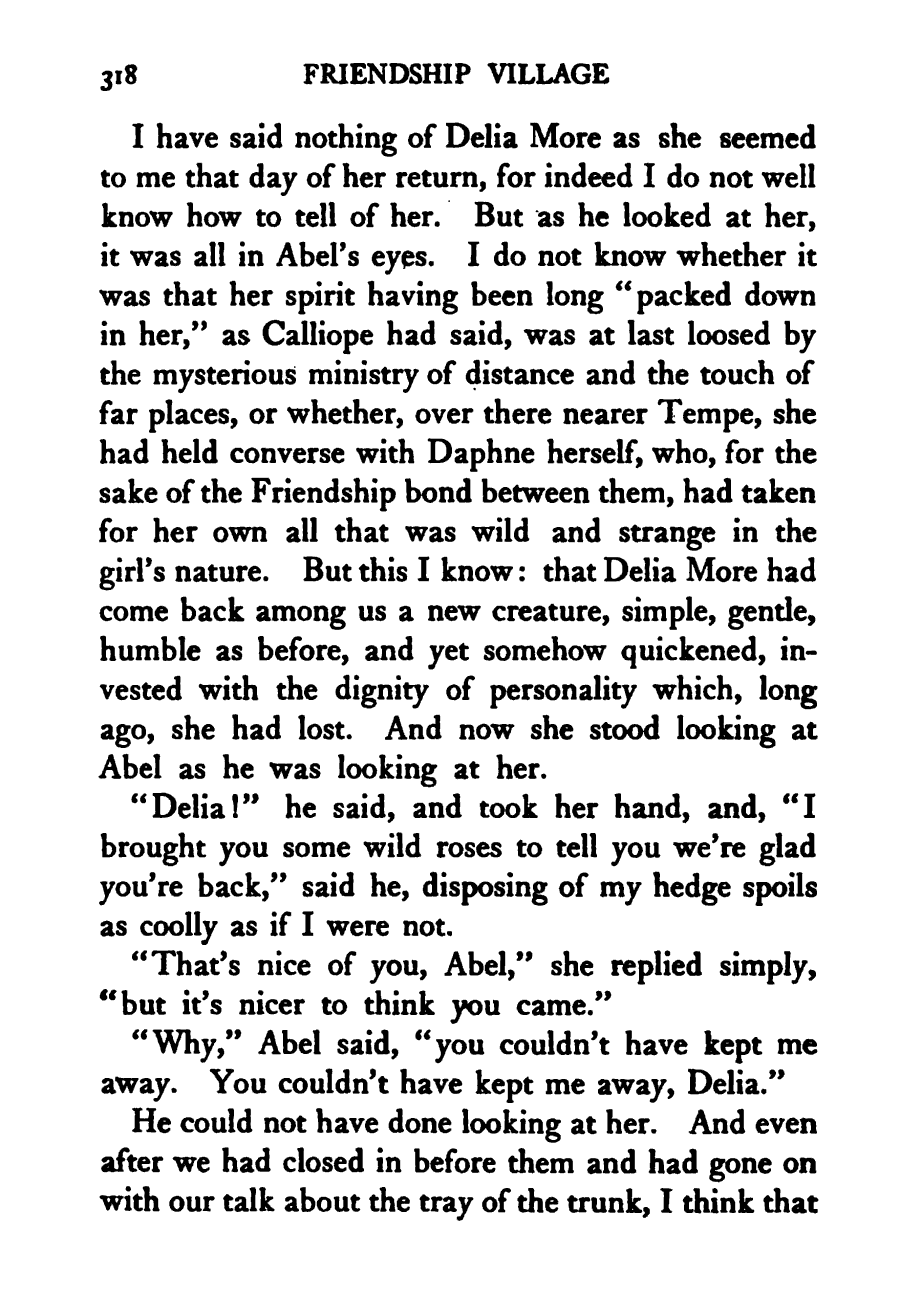 318 FRIENDSHIP VILLAGE
I have said nothing of Delia More as she seemed
to me that day of her return, for indeed I do not well
know how to tell of her. But as he looked at her,
it was all in Abel's eyes. I do not know whether it
was that her spirit having been long "packed down
in her," as Calliope had said, was at last loosed by
the mysterious ministry of distance and the touch of
far places, or whether, over there nearer Tempe, she
had held converse with Daphne herself, who, for the
sake of the Friendship bond between them, had taken
for her own all that was wild and strange in the
girl's nature. But this I know: that Delia More had
come back among us a new creature, simple, gentle,
humble as before, and yet somehow quickened, in-
vested with the dignity of personality which, long
ago, she had lost. And now she stood looking at
Abel as he was looking at her.
"Delia!" he said, and took her hand, and, "I
brought you some wild roses to tell you we're glad
you're back," said he, disposing of my hedge spoils
as coolly as if I were not.
"That's nice of you, Abel," she replied simply,
"but it's nicer to think you came."
"Why," Abel said, "you couldn't have kept me
away. You couldn't have kept me away, Delia."
He could not have done looking at her. And even
after we had closed in before them and had gone on
with our talk about the tray of the trunk, I think that